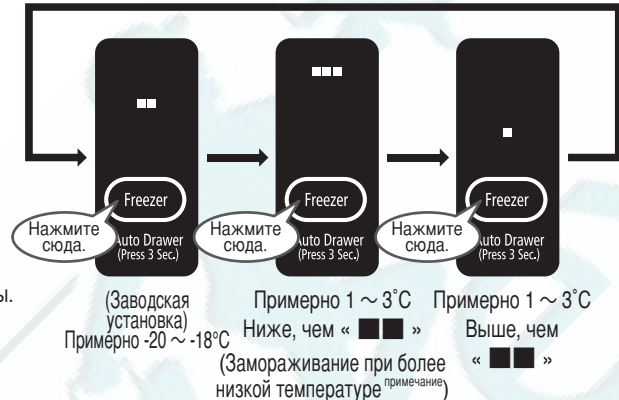 Freezer
Нажмите
сюда.
Auto Drawer
(Press 3 Sec.)
Freezer
Нажмите
сюда.
Auto Drawer
(Press 3 Sec.)
Freezer
Нажмите
сюда.
Auto Drawer
(Press 3 Sec.)
ы.
(Заводская
установка)
Примерно -20 ~ -18°C
Примерно 1 ~ 3°C
Ниже, чем « ■■ »
(Замораживание при более
низкой температуре примечание)
Примерно 1 ~ 3°C
Выше, чем
« ■■ »